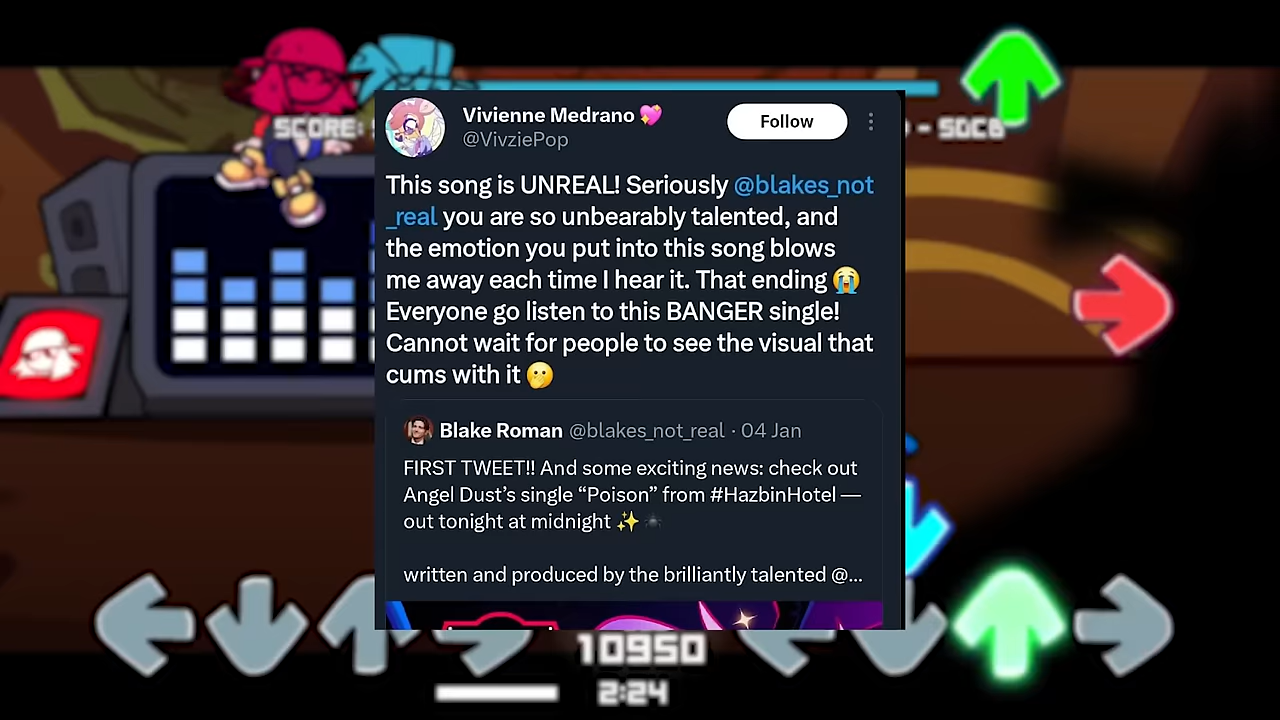 SCORE:
- SDCB
Vivienne Medrano 💖
@VivziePop
Follow
This song is UNREAL! Seriously @blakes_not
_real you are so unbearably talented, and
the emotion you put into this song blows
me away each time I hear it. That ending 😭
Everyone go listen to this BANGER single!
Cannot wait for people to see the visual that
cums with it 🫢
Blake Roman @blakes_not_real · 04 Jan
FIRST TWEET!! And some exciting news: check out
Angel Dust’s single “Poison” from #HazbinHotel —
out tonight at midnight ✨🕷️
written and produced by the brilliantly talented @...
10950
2:24